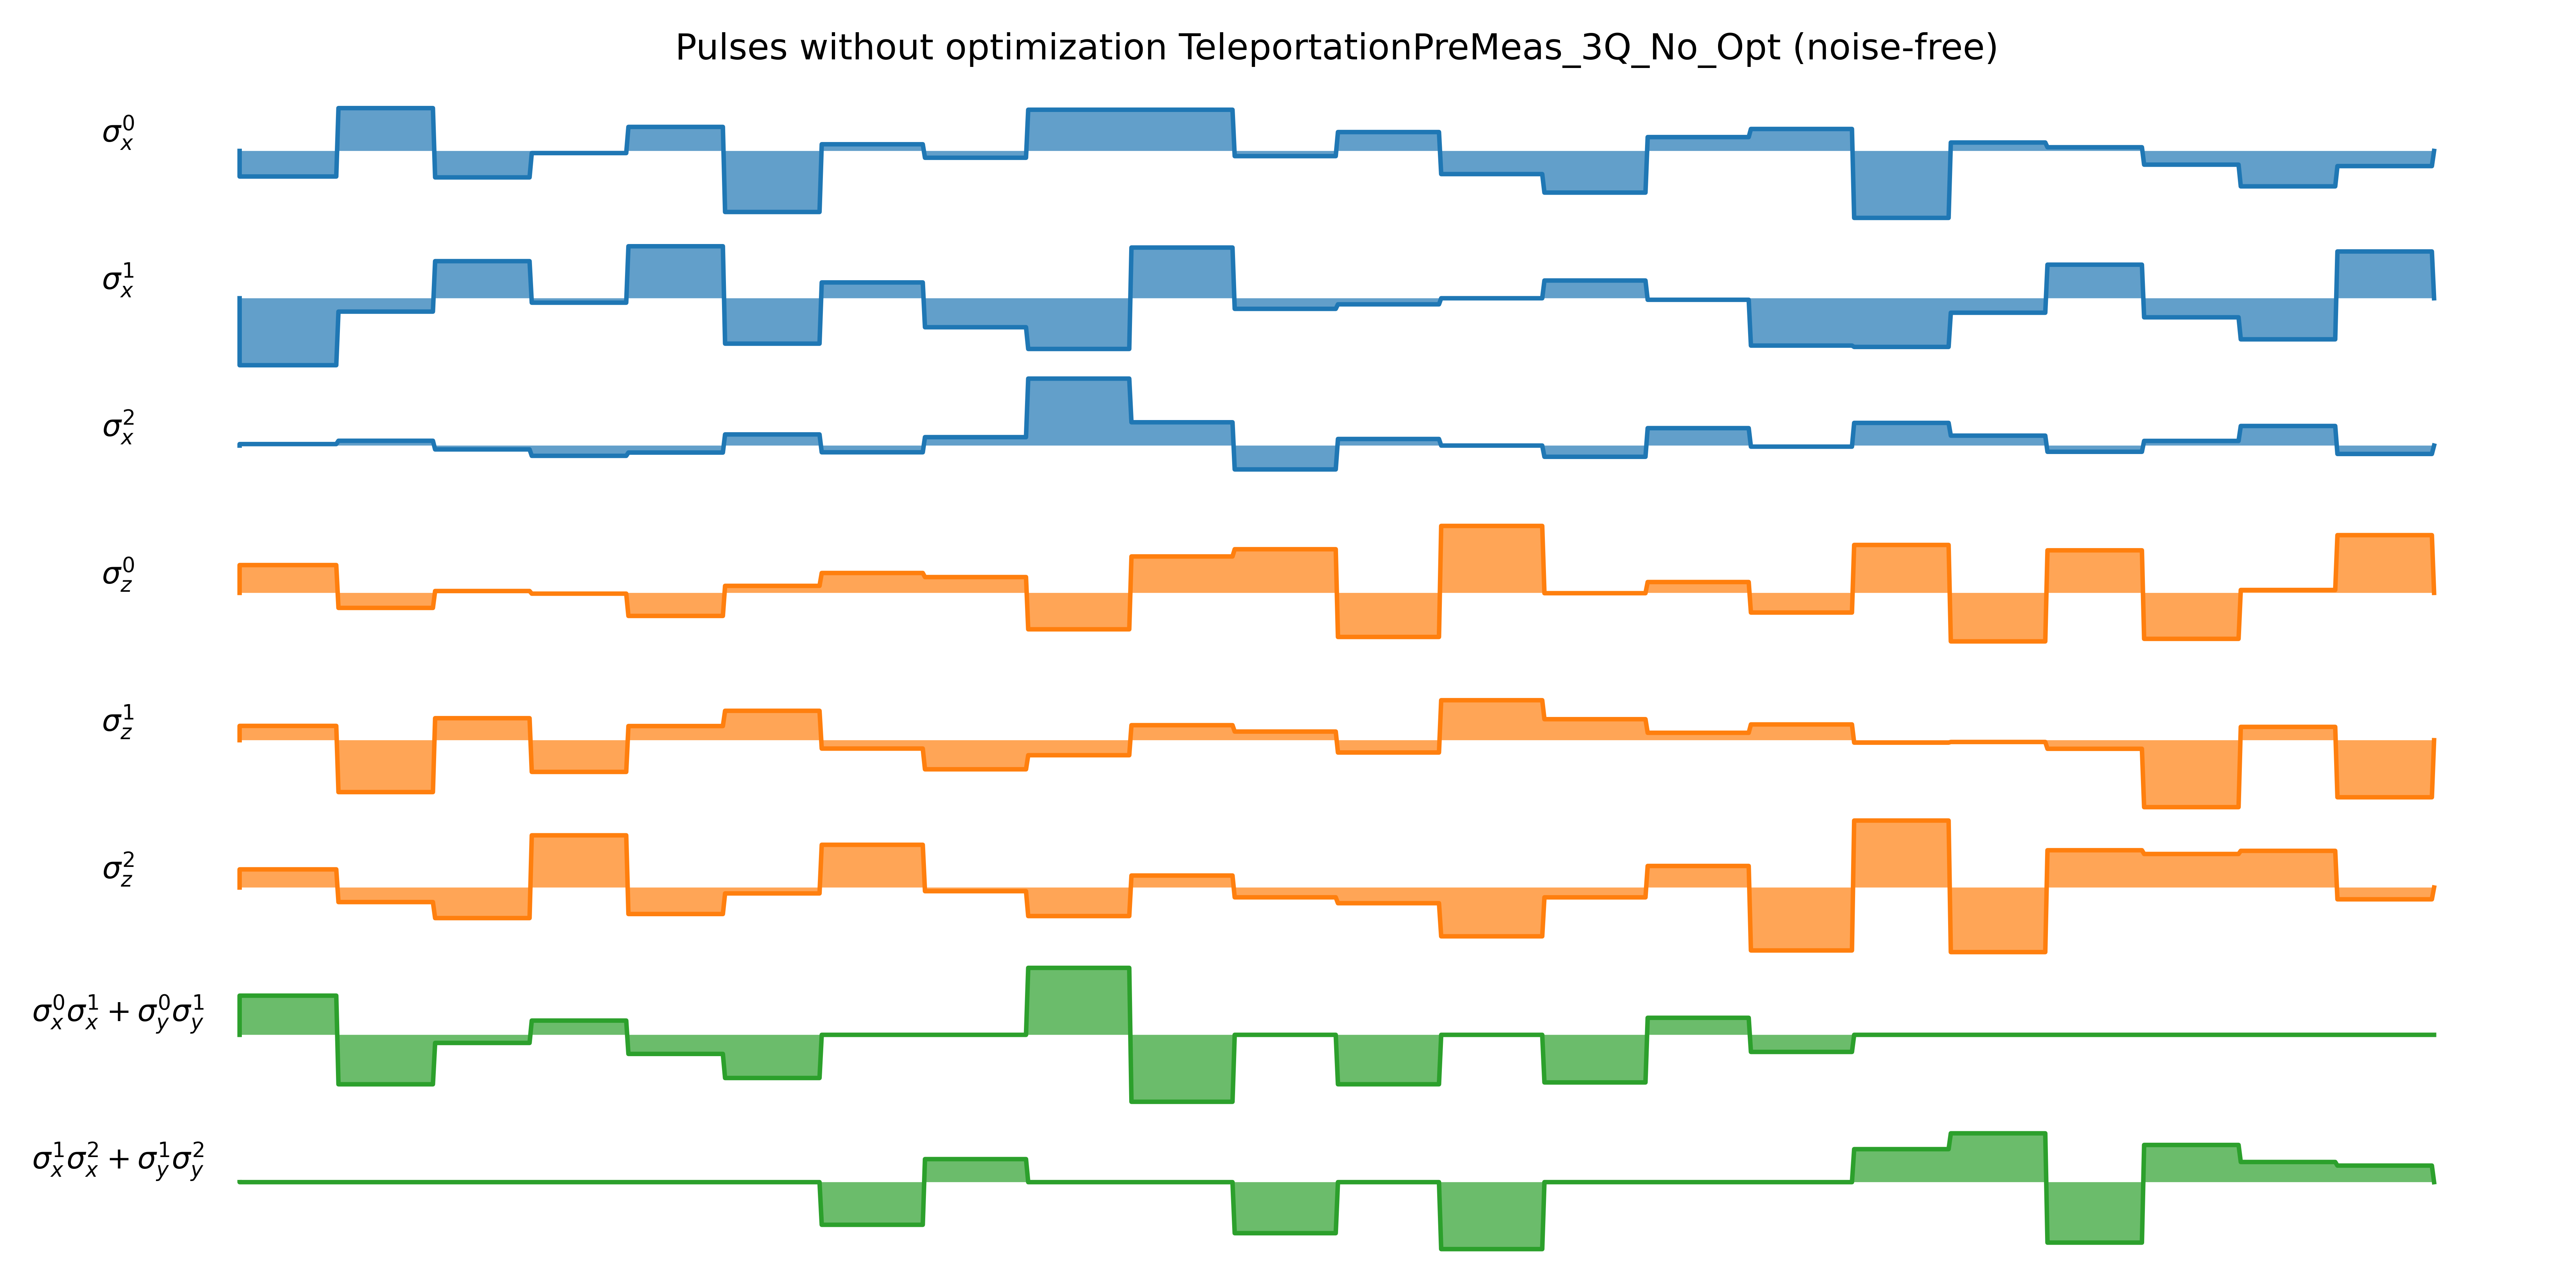 Pulses without optimization TeleportationPreMeas_3Q_No_Opt (noise-free)
σ_x^0
σ_x^1
σ_x^2
σ_z^0
σ_z^1
σ_z^2
σ_x^0σ_x^1 + σ_y^0σ_y^1
σ_x^1σ_x^2 + σ_y^1σ_y^2